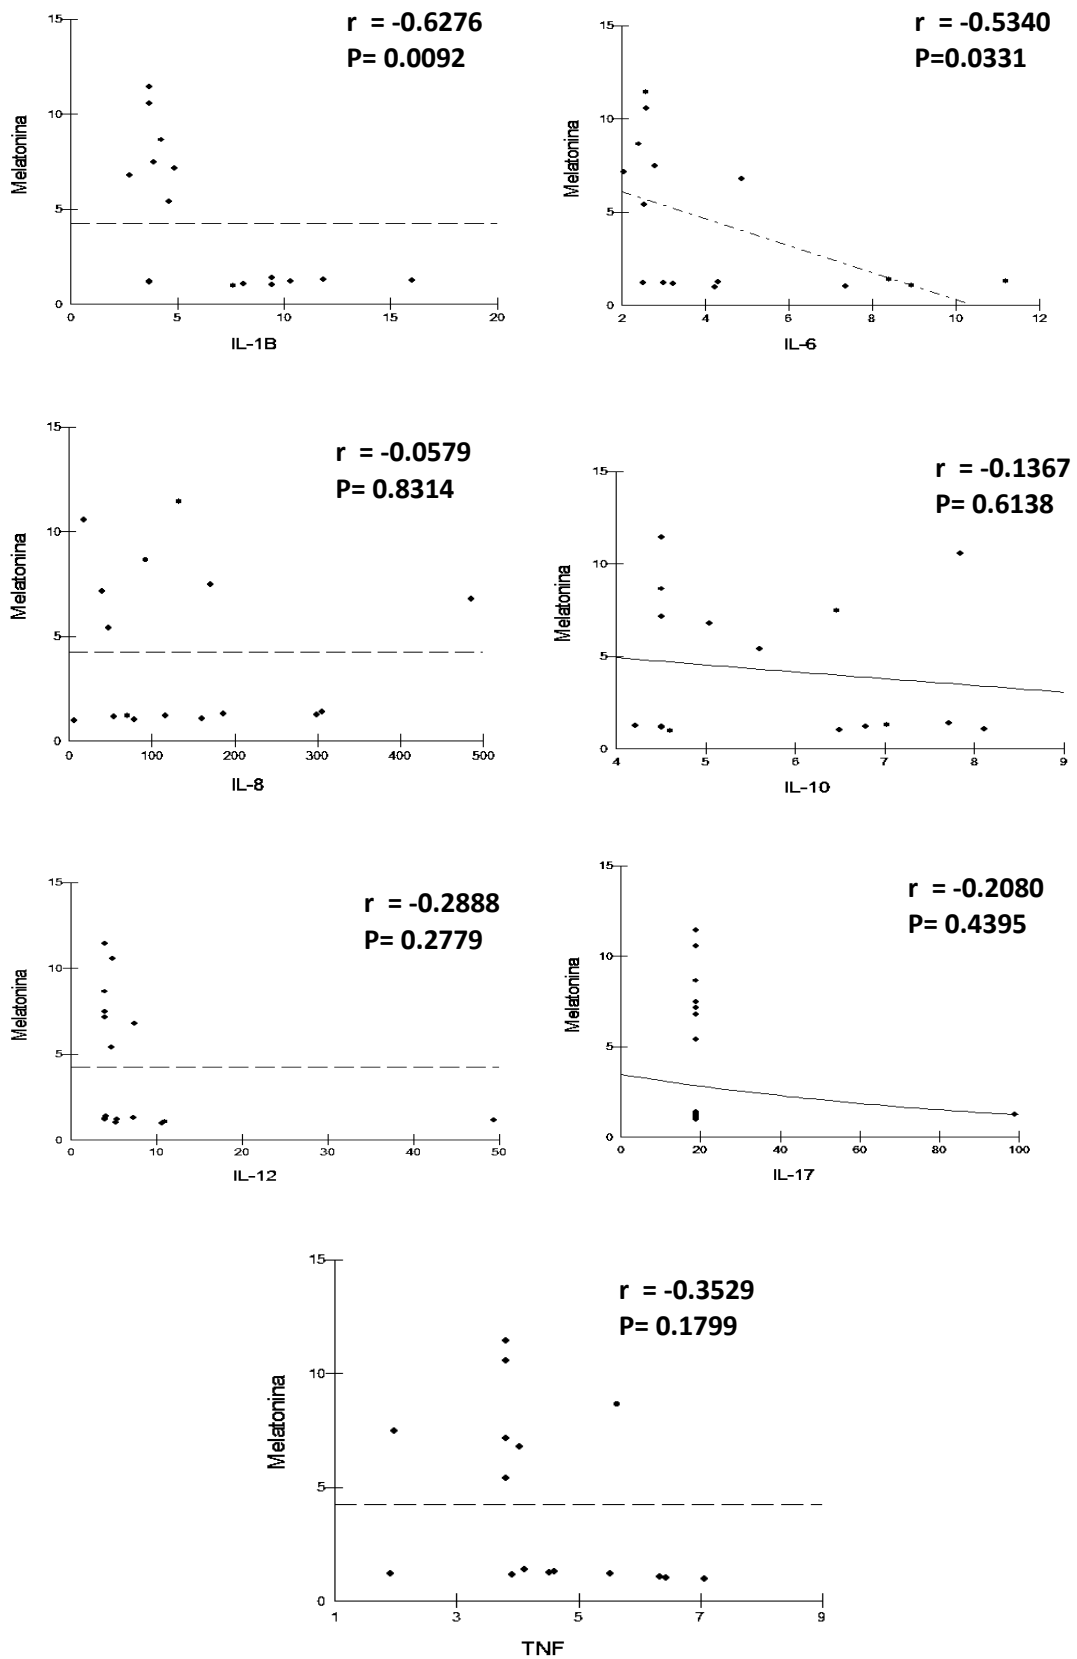 r = -0.6276
P= 0.0092
15
10
5
0
Melatonina
0 5 10 15 20
IL-1B
r = -0.5340
P=0.0331
15
10
5
0
Melatonina
2 4 6 8 10 12
IL-6
r = -0.0579
P= 0.8314
15
10
5
0
Melatonina
0 100 200 300 400 500
IL-8
r = -0.1367
P= 0.6138
15
10
5
0
Melatonina
4 5 6 7 8 9
IL-10
r = -0.2888
P= 0.2779
15
10
5
0
Melatonina
0 10 20 30 40 50
IL-12
r = -0.2080
P= 0.4395
15
10
5
0
Melatonina
0 20 40 60 80 100
IL-17
r = -0.3529
P= 0.1799
15
10
5
0
Melatonina
1 3 5 7 9
TNF